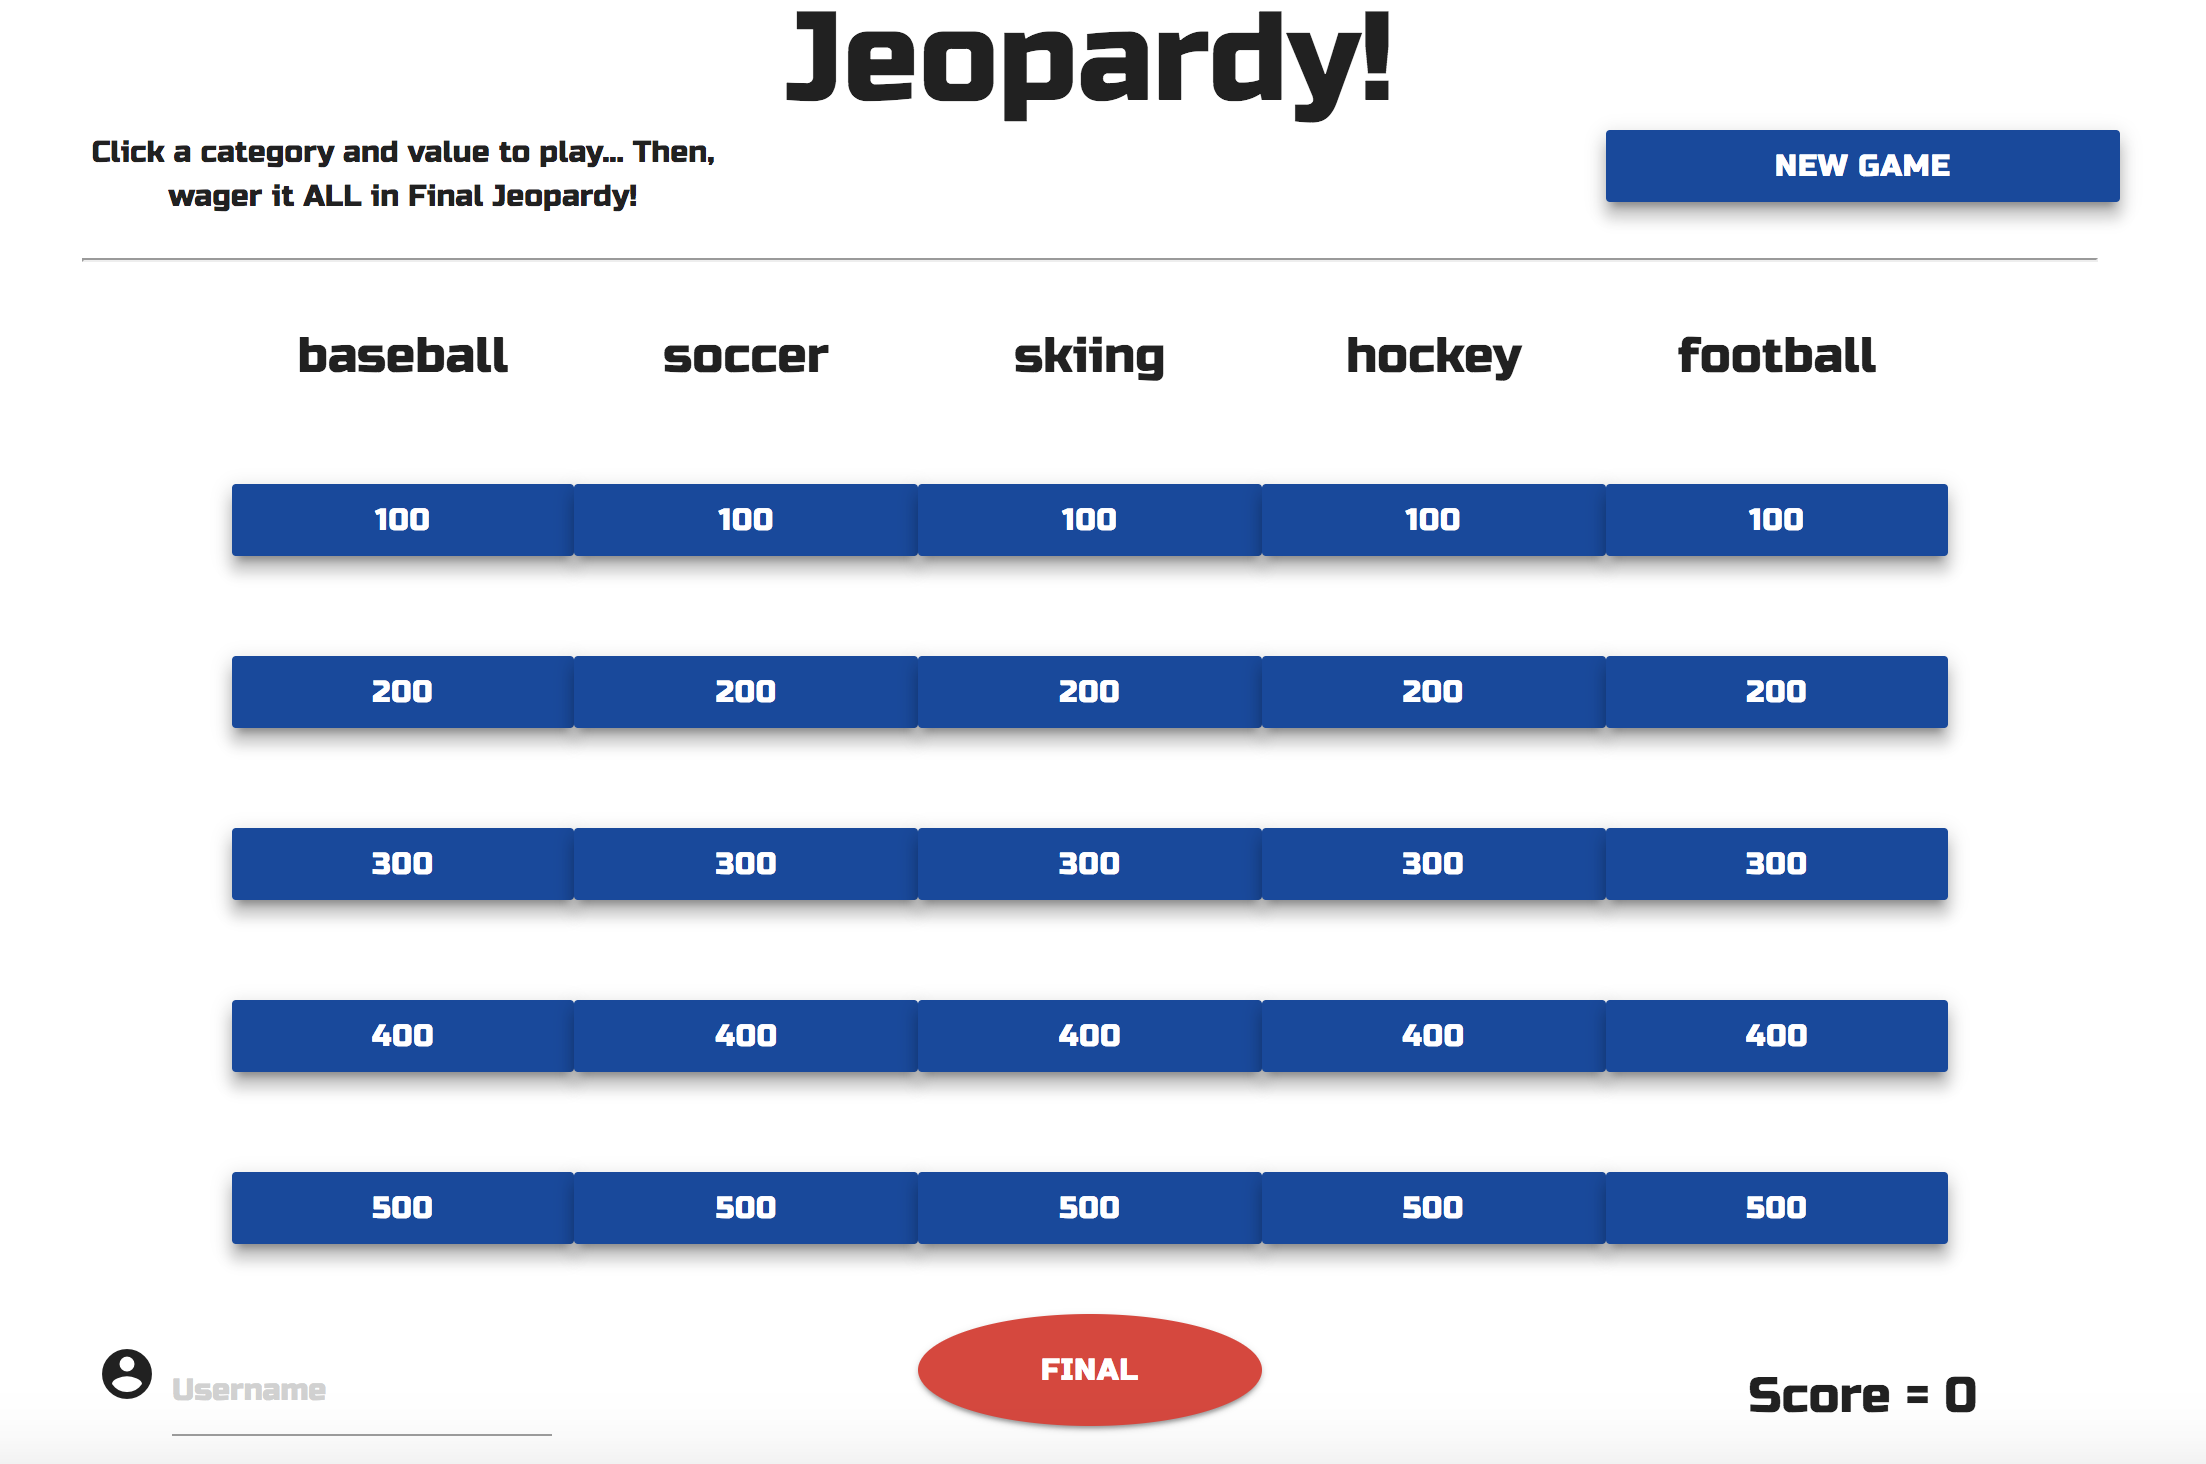 Jeopardy!
Click a category and value to play... Then,
wager it ALL in Final Jeopardy!
NEW GAME
baseball soccer skiing hockey football
100 100 100 100 100
200 200 200 200 200
300 300 300 300 300
400 400 400 400 400
500 500 500 500 500
Username
FINAL
Score = 0